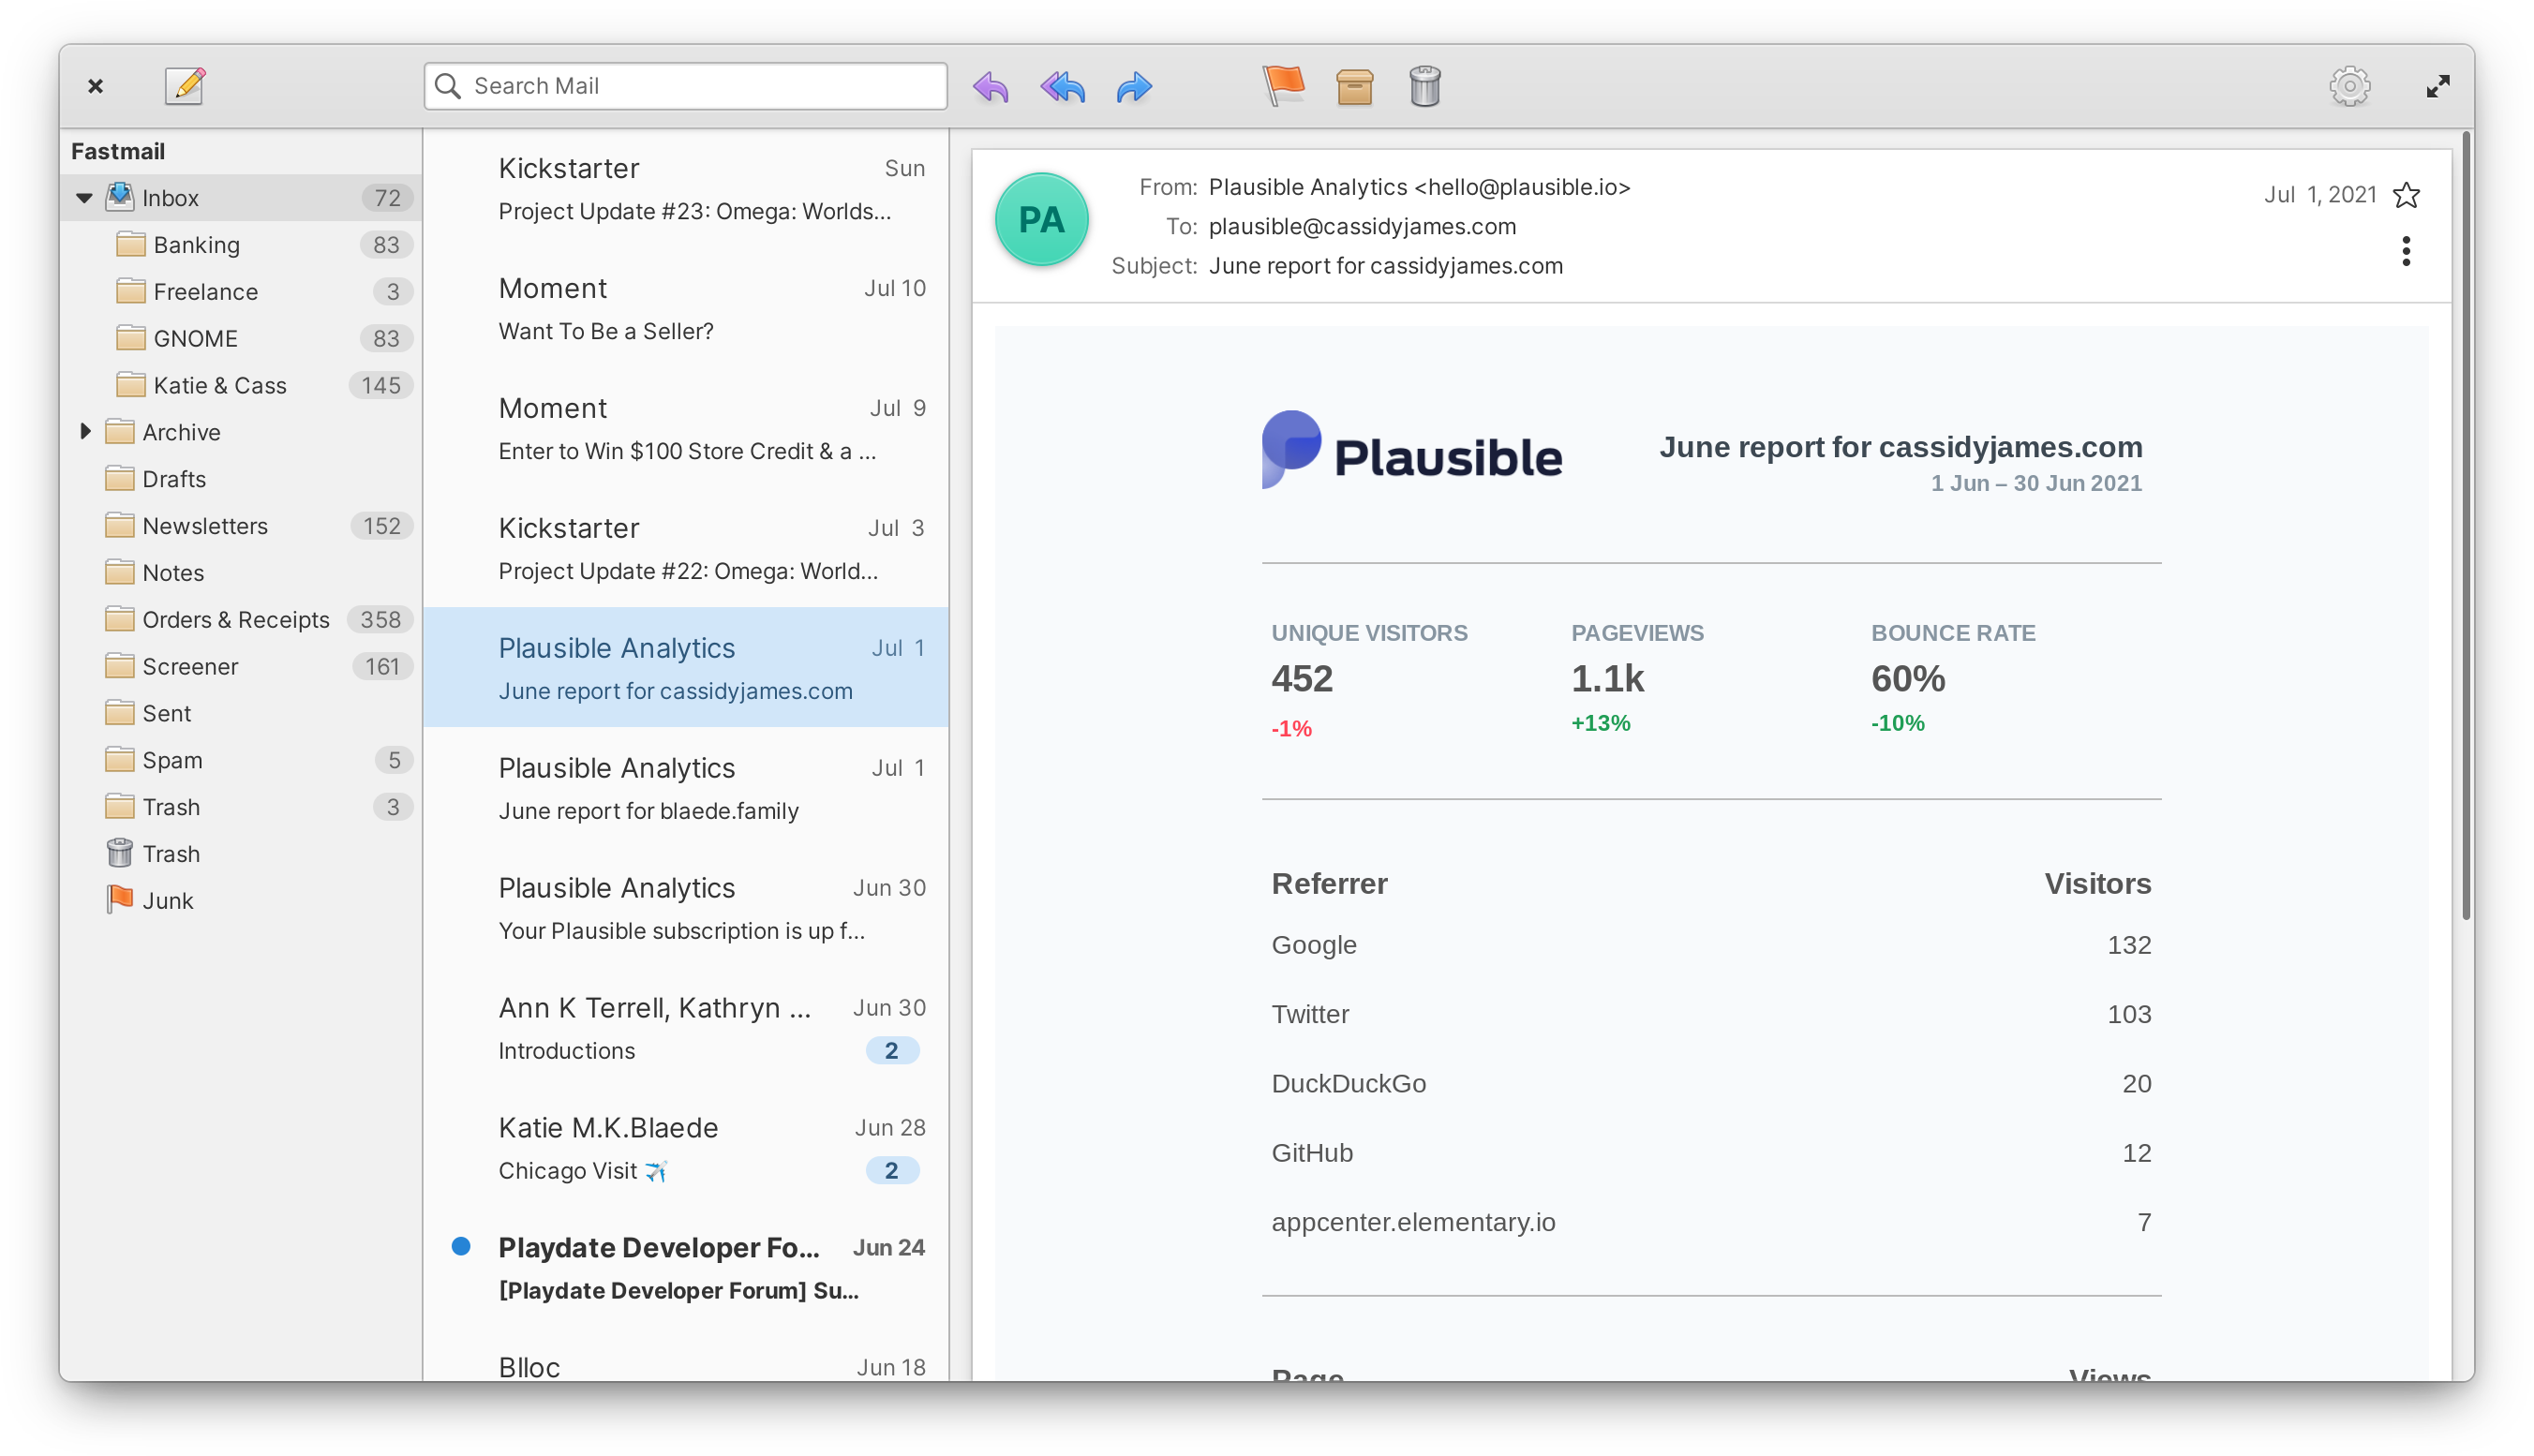 Search Mail
Fastmail
Inbox 72
Banking 83
Freelance 3
GNOME 83
Katie & Cass 145
Archive
Drafts
Newsletters 152
Notes
Orders & Receipts 358
Screener 161
Sent
Spam 5
Trash 3
Trash
Junk
Kickstarter Sun
Project Update #23: Omega: Worlds...
Moment Jul 10
Want To Be a Seller?
Moment Jul 9
Enter to Win $100 Store Credit & a ...
Kickstarter Jul 3
Project Update #22: Omega: World...
Plausible Analytics Jul 1
June report for cassidyjames.com
Plausible Analytics Jul 1
June report for blaede.family
Plausible Analytics Jun 30
Your Plausible subscription is up f...
Ann K Terrell, Kathryn ... Jun 30
Introductions 2
Katie M.K.Blaede Jun 28
Chicago Visit ✈️ 2
Playdate Developer Fo... Jun 24
[Playdate Developer Forum] Su...
Blloc Jun 18
PA
From: Plausible Analytics <hello@plausible.io>
Jul 1, 2021
To: plausible@cassidyjames.com
Subject: June report for cassidyjames.com
Plausible
June report for cassidyjames.com
1 Jun – 30 Jun 2021
UNIQUE VISITORS PAGEVIEWS BOUNCE RATE
452 1.1k 60%
-1% +13% -10%
Referrer Visitors
Google 132
Twitter 103
DuckDuckGo 20
GitHub 12
appcenter.elementary.io 7
Page Views